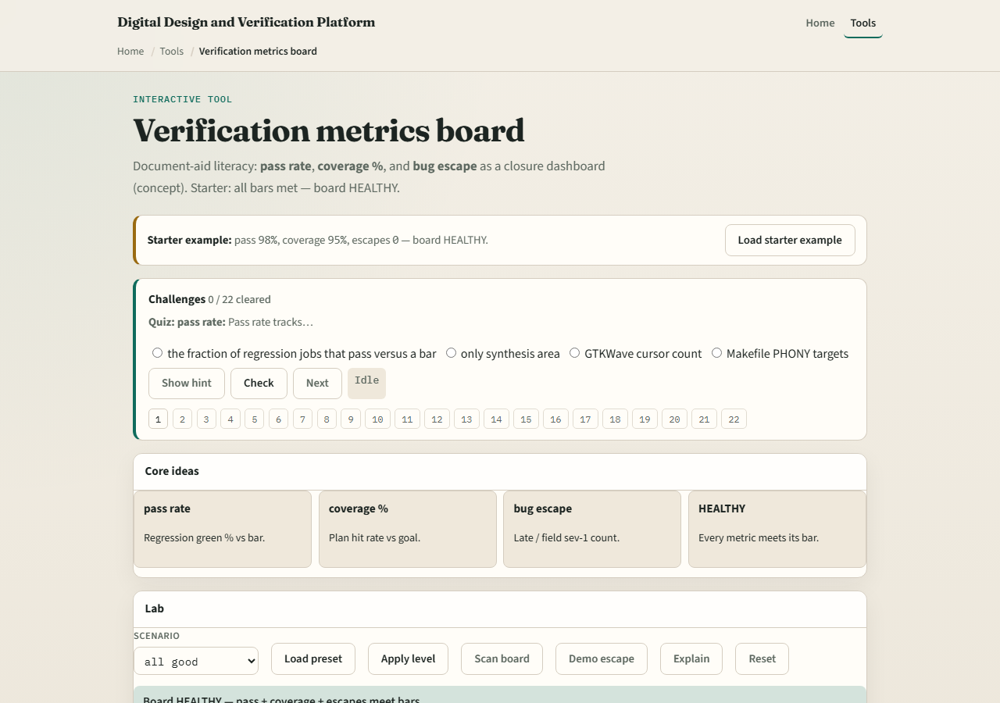 Digital Design and Verification Platform
Home Tools
Home / Tools / Verification metrics board
INTERACTIVE TOOL
Verification metrics board
Document-aid literacy: pass rate, coverage %, and bug escape as a closure dashboard
(concept). Starter: all bars met — board HEALTHY.
Starter example: pass 98%, coverage 95%, escapes 0 — board HEALTHY.
Load starter example
Challenges 0 / 22 cleared
Quiz: pass rate: Pass rate tracks…
the fraction of regression jobs that pass versus a bar only synthesis area GTKWave cursor count Makefile PHONY targets
Show hint Check Next Idle
1 2 3 4 5 6 7 8 9 10 11 12 13 14 15 16 17 18 19 20 21 22
Core ideas
pass rate coverage % bug escape HEALTHY
Regression green % vs bar. Plan hit rate vs goal. Late / field sev-1 count. Every metric meets its bar.
Lab
SCENARIO
all good Load preset Apply level Scan board Demo escape Explain Reset
Board HEALTHY — pass + coverage + escapes meet bars